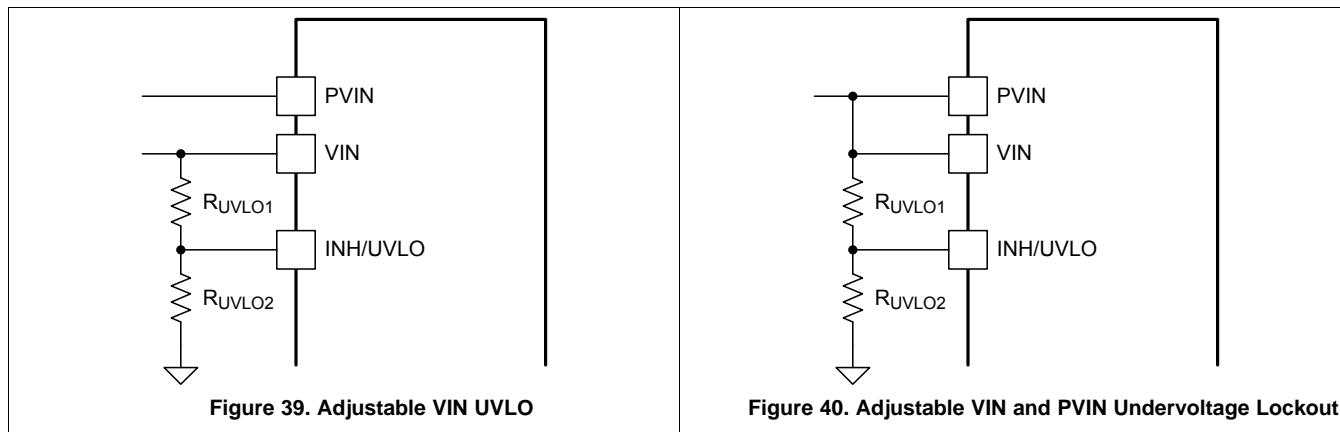 PVIN
VIN
RUVLO1
INH/UVLO
RUVLO2
Figure 39. Adjustable VIN UVLO
PVIN
VIN
RUVLO1
INH/UVLO
RUVLO2
Figure 40. Adjustable VIN and PVIN Undervoltage Lockout